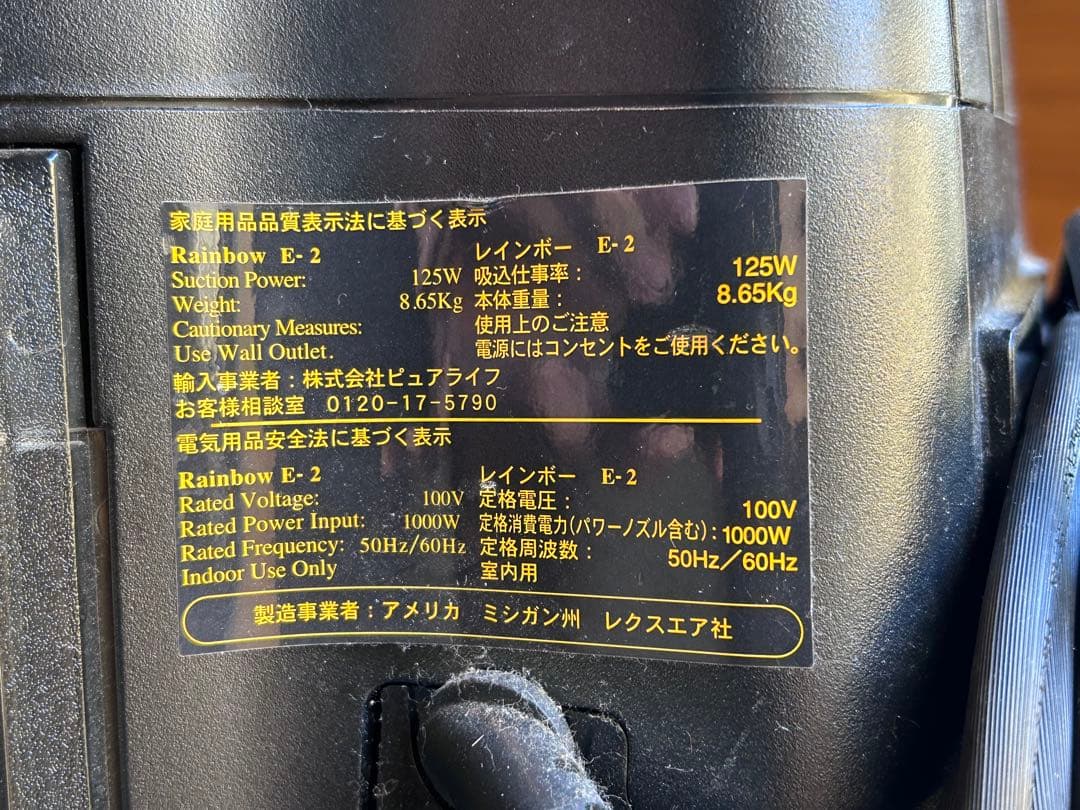 家庭用品品質表示法に基づく表示
Rainbow E-2 レインボー E-2
Suction Power: 125W 吸込仕事率： 125W
Weight: 8.65Kg 本体重量： 8.65Kg
Cautionary Measures: 使用上のご注意
Use Wall Outlet. 電源にはコンセントをご使用ください。
輸入事業者：株式会社ピュアライフ
お客様相談室 0120-17-5790
電気用品安全法に基づく表示
Rainbow E-2 レインボー E-2
Rated Voltage: 100V 定格電圧： 100V
Rated Power Input: 1000W 定格消費電力(パワーノズル含む)：1000W
Rated Frequency: 50Hz/60Hz 定格周波数： 50Hz／60Hz
Indoor Use Only 室内用
製造事業者：アメリカ ミシガン州 レクスエア社